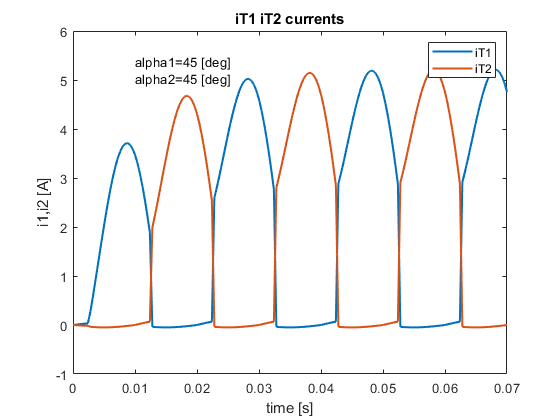 iT1 iT2 currents
alpha1=45 [deg]
alpha2=45 [deg]
iT1
iT2
i1,i2 [A]
6
5
4
3
2
1
0
-1
0
0.01
0.02
0.03
0.04
0.05
0.06
0.07
time [s]